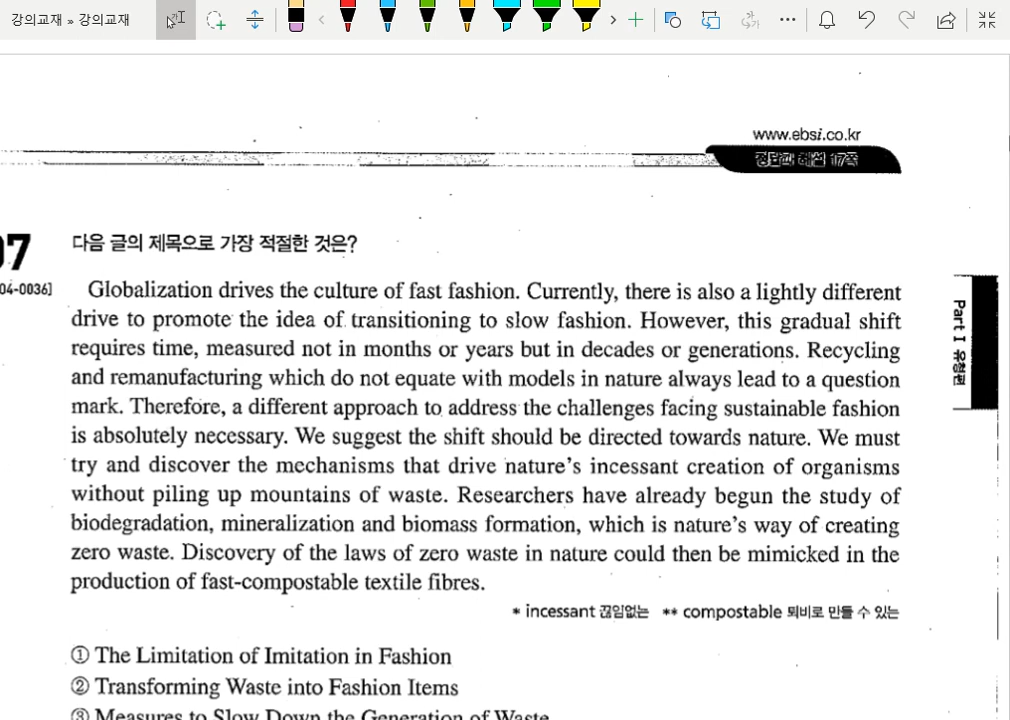 강의교재 » 강의교재
www.ebsi.co.kr
정답과 해설 17쪽
07
04-0036]
다음 글의 제목으로 가장 적절한 것은?
Globalization drives the culture of fast fashion. Currently, there is also a lightly different
drive to promote the idea of transitioning to slow fashion. However, this gradual shift
requires time, measured not in months or years but in decades or generations. Recycling
and remanufacturing which do not equate with models in nature always lead to a question
mark. Therefore, a different approach to address the challenges facing sustainable fashion
is absolutely necessary. We suggest the shift should be directed towards nature. We must
try and discover the mechanisms that drive nature's incessant creation of organisms
without piling up mountains of waste. Researchers have already begun the study of
biodegradation, mineralization and biomass formation, which is nature's way of creating
zero waste. Discovery of the laws of zero waste in nature could then be mimicked in the
production of fast-compostable textile fibres.
* incessant 끊임없는 ** compostable 퇴비로 만들 수 있는
① The Limitation of Imitation in Fashion
② Transforming Waste into Fashion Items
③ Measures to Slow Down the Generation of Waste
Part I 유형편